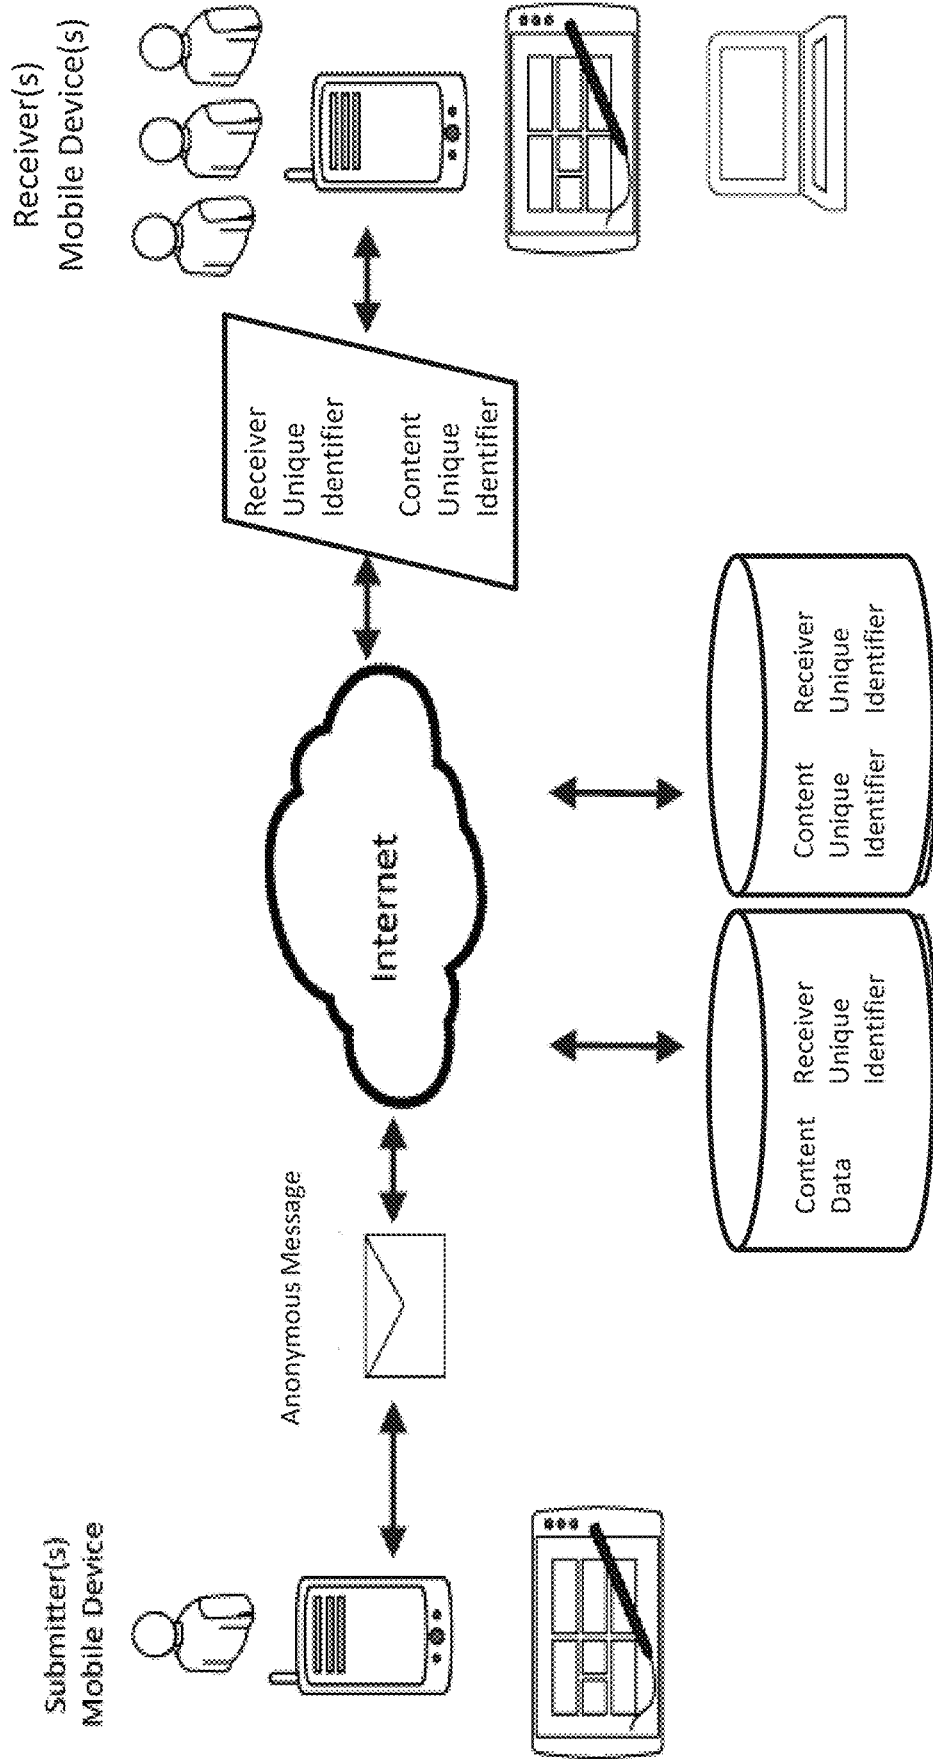 Submitter(s)
Mobile Device
Anonymous Message
Internet
Receiver
Unique
Identifier
Content
Unique
Identifier
Receiver(s)
Mobile Device(s)
Content
Data
Receiver
Unique
Identifier
Content
Unique
Identifier
Receiver
Unique
Identifier